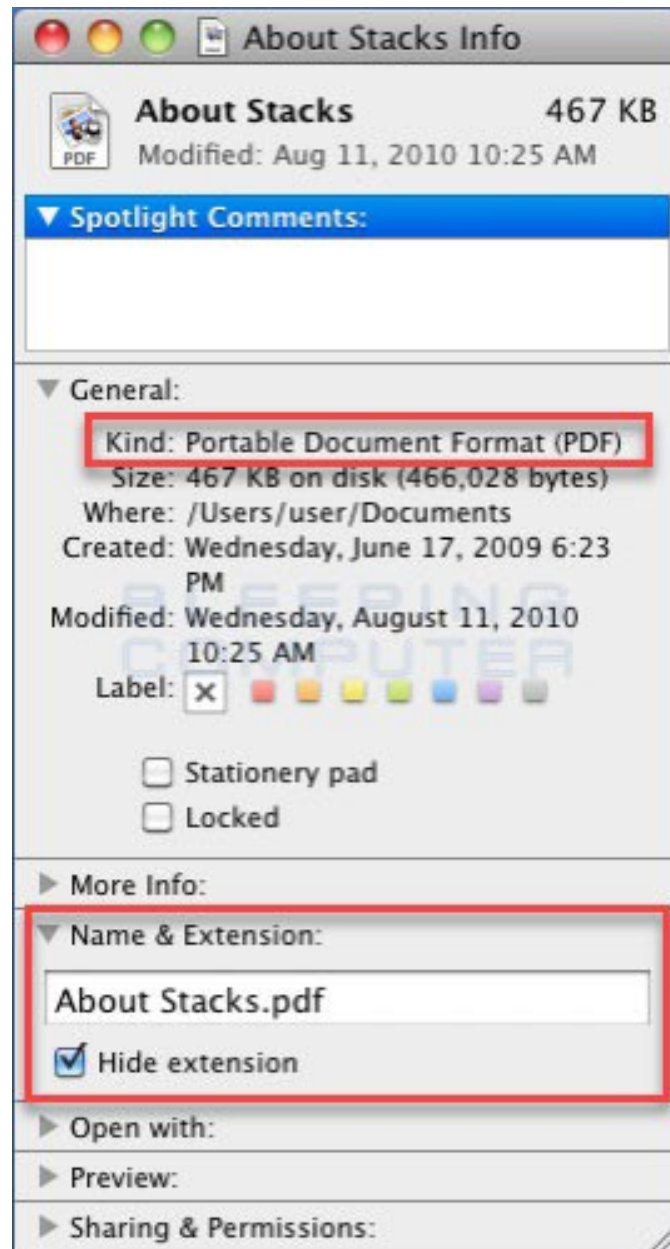 About Stacks Info
About Stacks 467 KB
PDF
Modified: Aug 11, 2010 10:25 AM
Spotlight Comments:
General:
Kind: Portable Document Format (PDF)
Size: 467 KB on disk (466,028 bytes)
Where: /Users/user/Documents
Created: Wednesday, June 17, 2009 6:23
PM
BLEEPING
Modified: Wednesday, August 11, 2010
10:25 AM
COMPUTER
Label:
Stationery pad
Locked
More Info:
Name & Extension:
About Stacks.pdf
Hide extension
Open with:
Preview:
Sharing & Permissions: